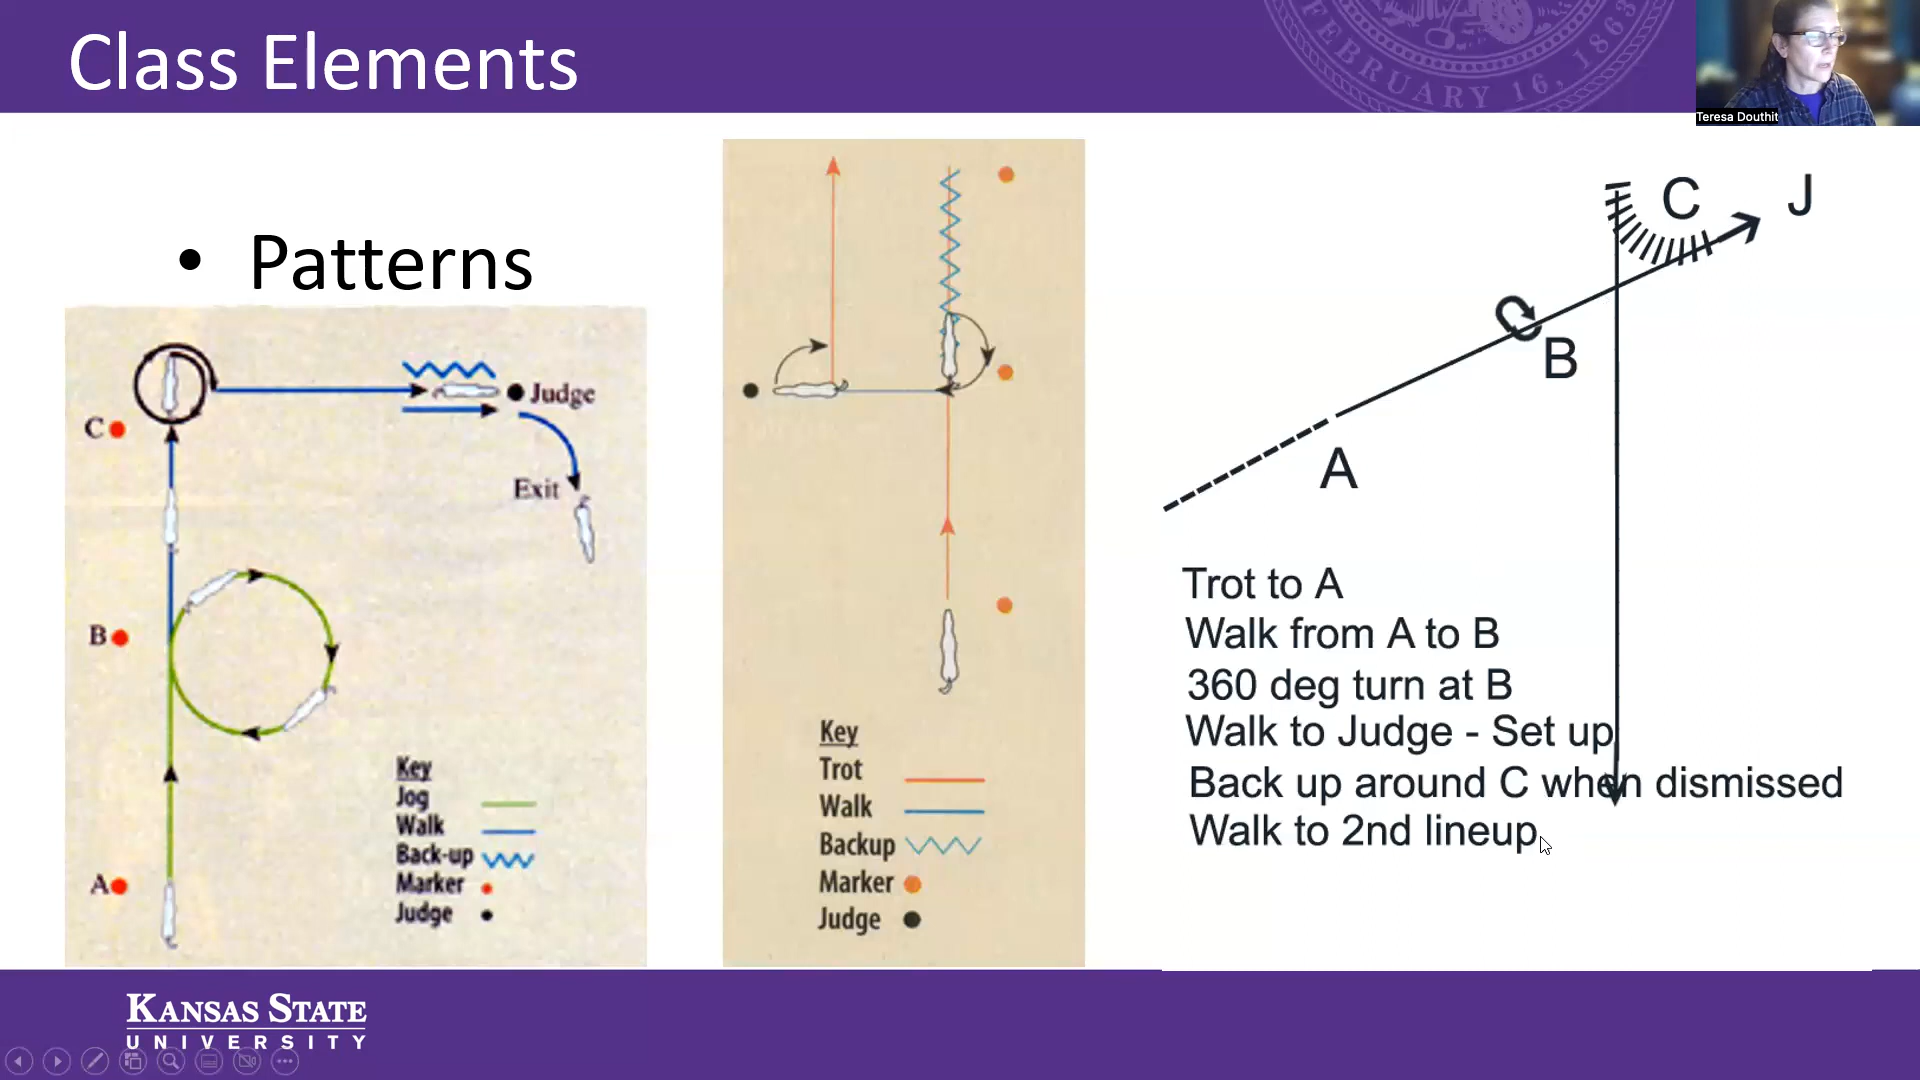 Class Elements
FEBRUARY 16, 1863
Teresa Douthit
• Patterns
C
Judge
Exit
B
A
Key
Jog
Walk
Back-up
Marker
Judge
Key
Trot
Walk
Backup
Marker
Judge
C
J
B
A
Trot to A
Walk from A to B
360 deg turn at B
Walk to Judge - Set up
Back up around C when dismissed
Walk to 2nd lineup
KANSAS STATE
UNIVERSITY